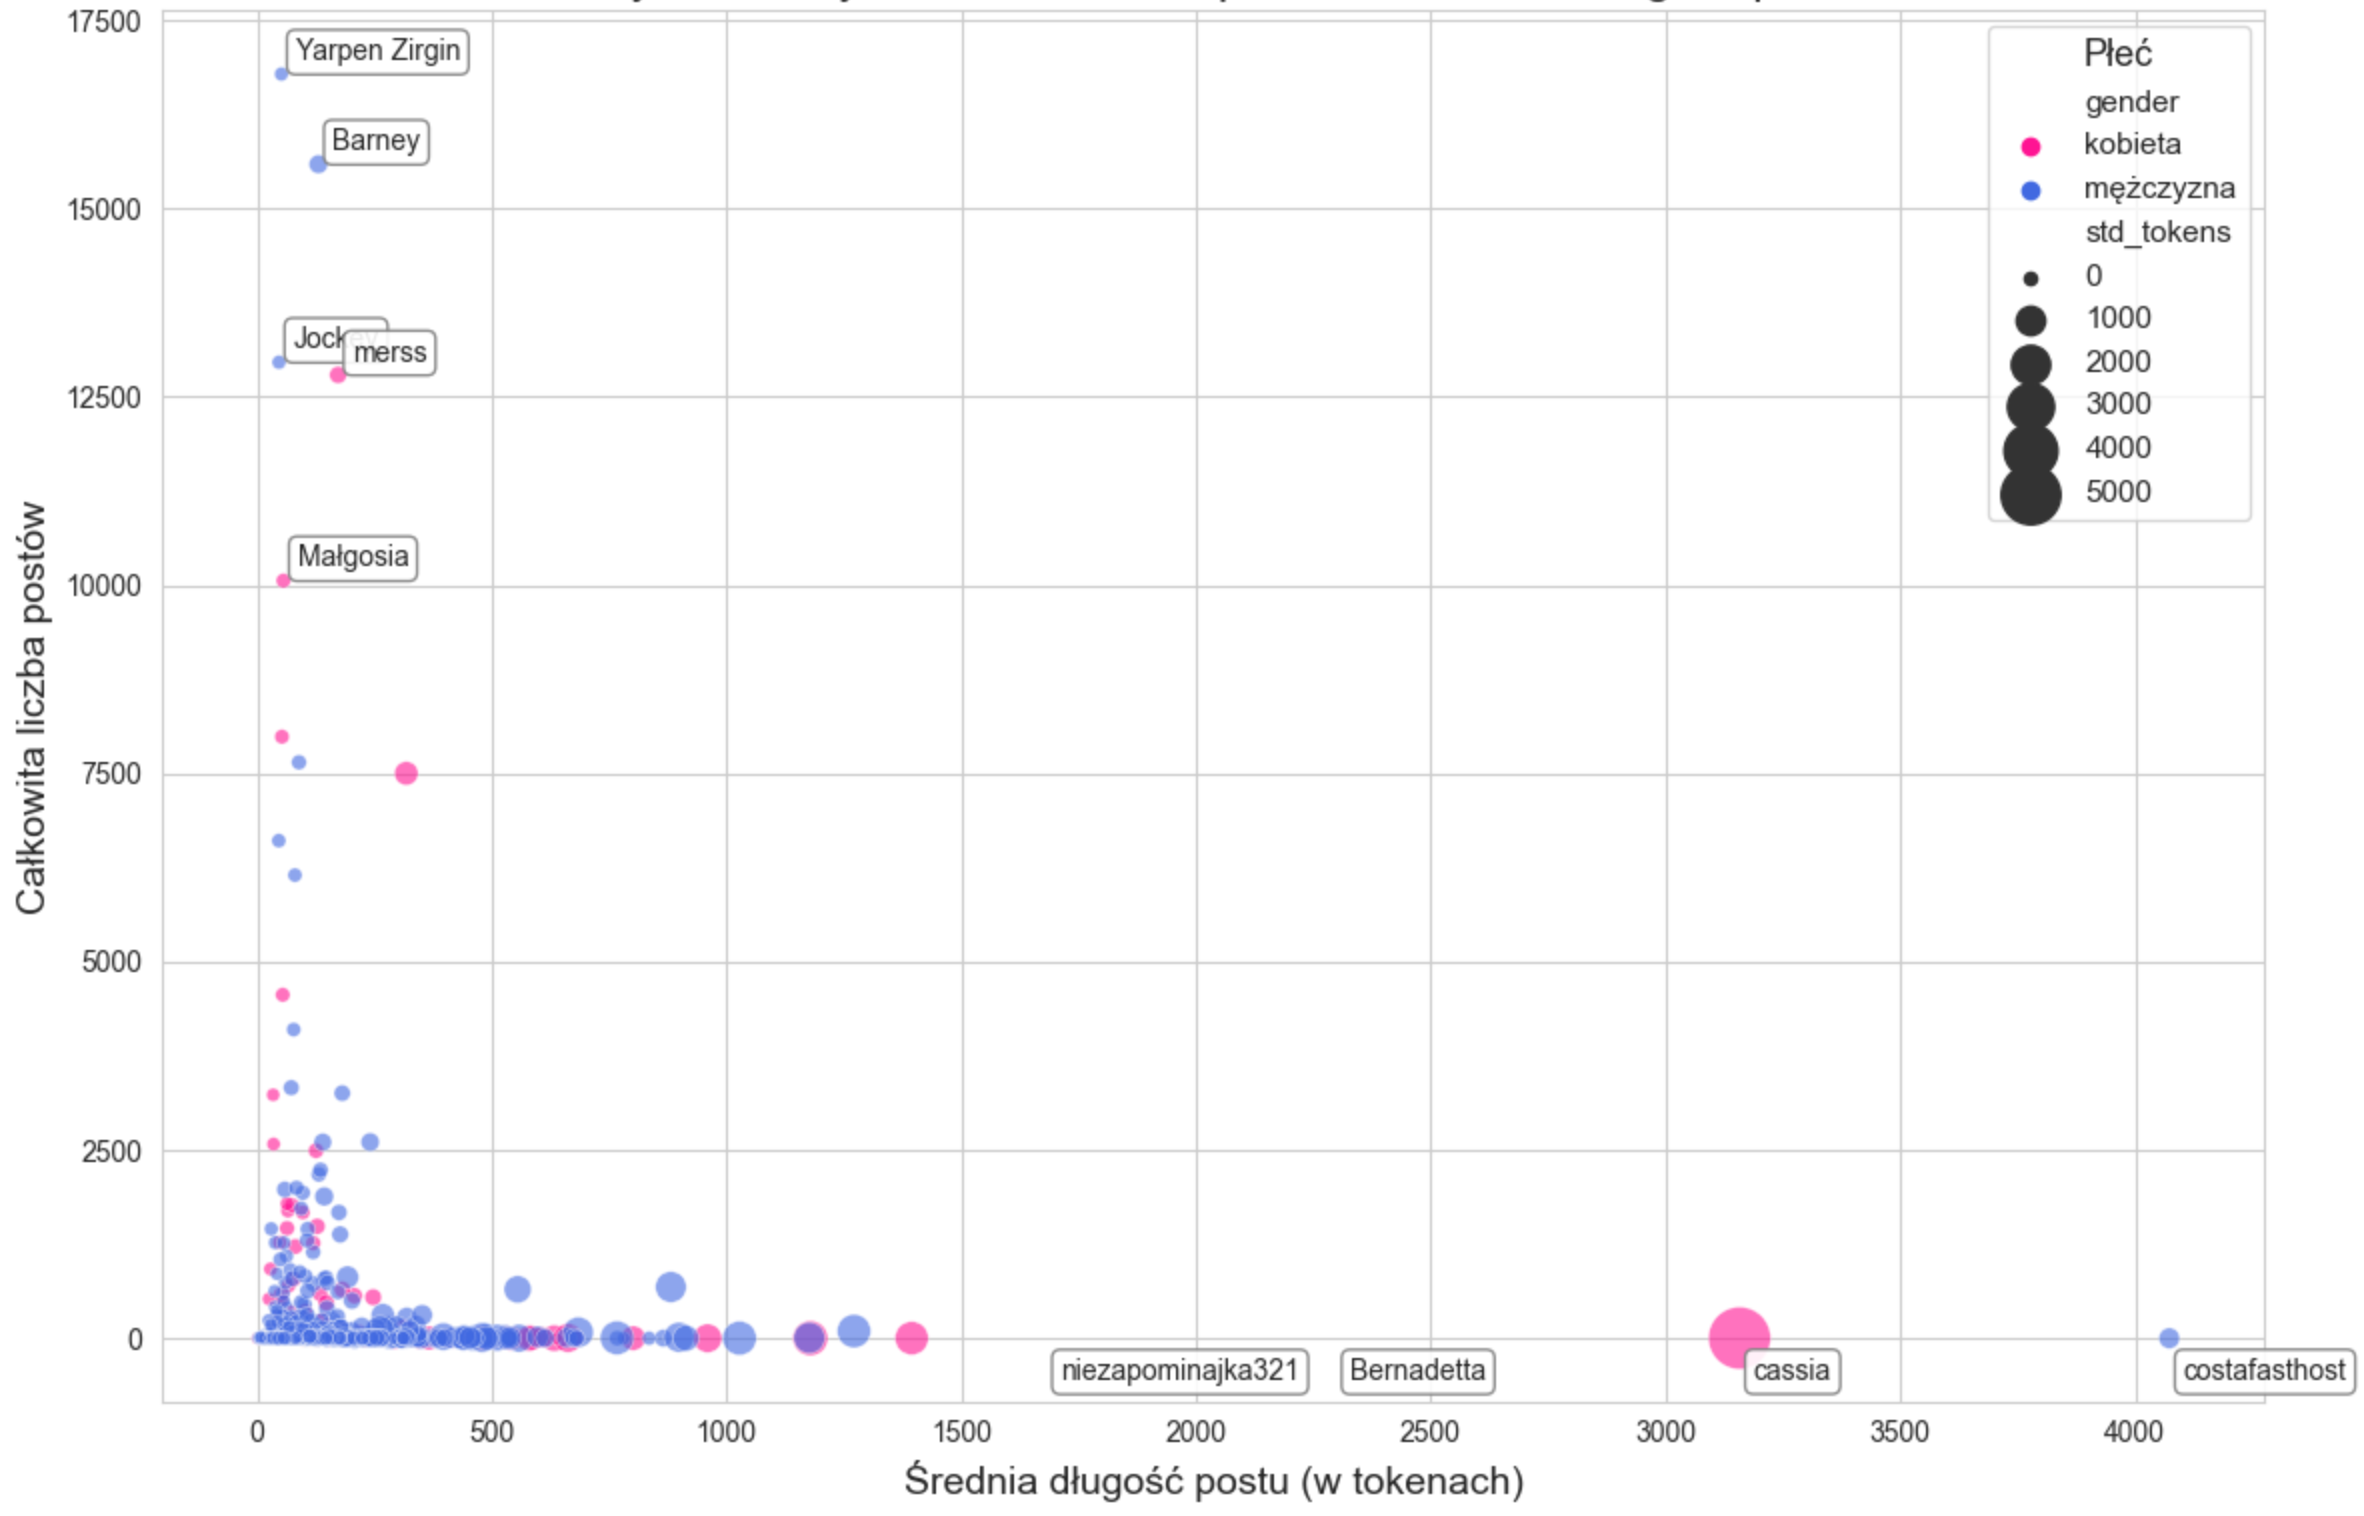 17500
15000
12500
10000
7500
5000
2500
0
Całkowita liczba postów
Yarpen Zirgin
Barney
merss
Małgosia
Płeć
gender
kobieta
mężczyzna
std_tokens
0
1000
2000
3000
4000
5000
niezapominajka321
Bernadetta
cassia
costafasthost
0
500
1000
1500
2000
2500
3000
3500
4000
Średnia długość postu (w tokenach)